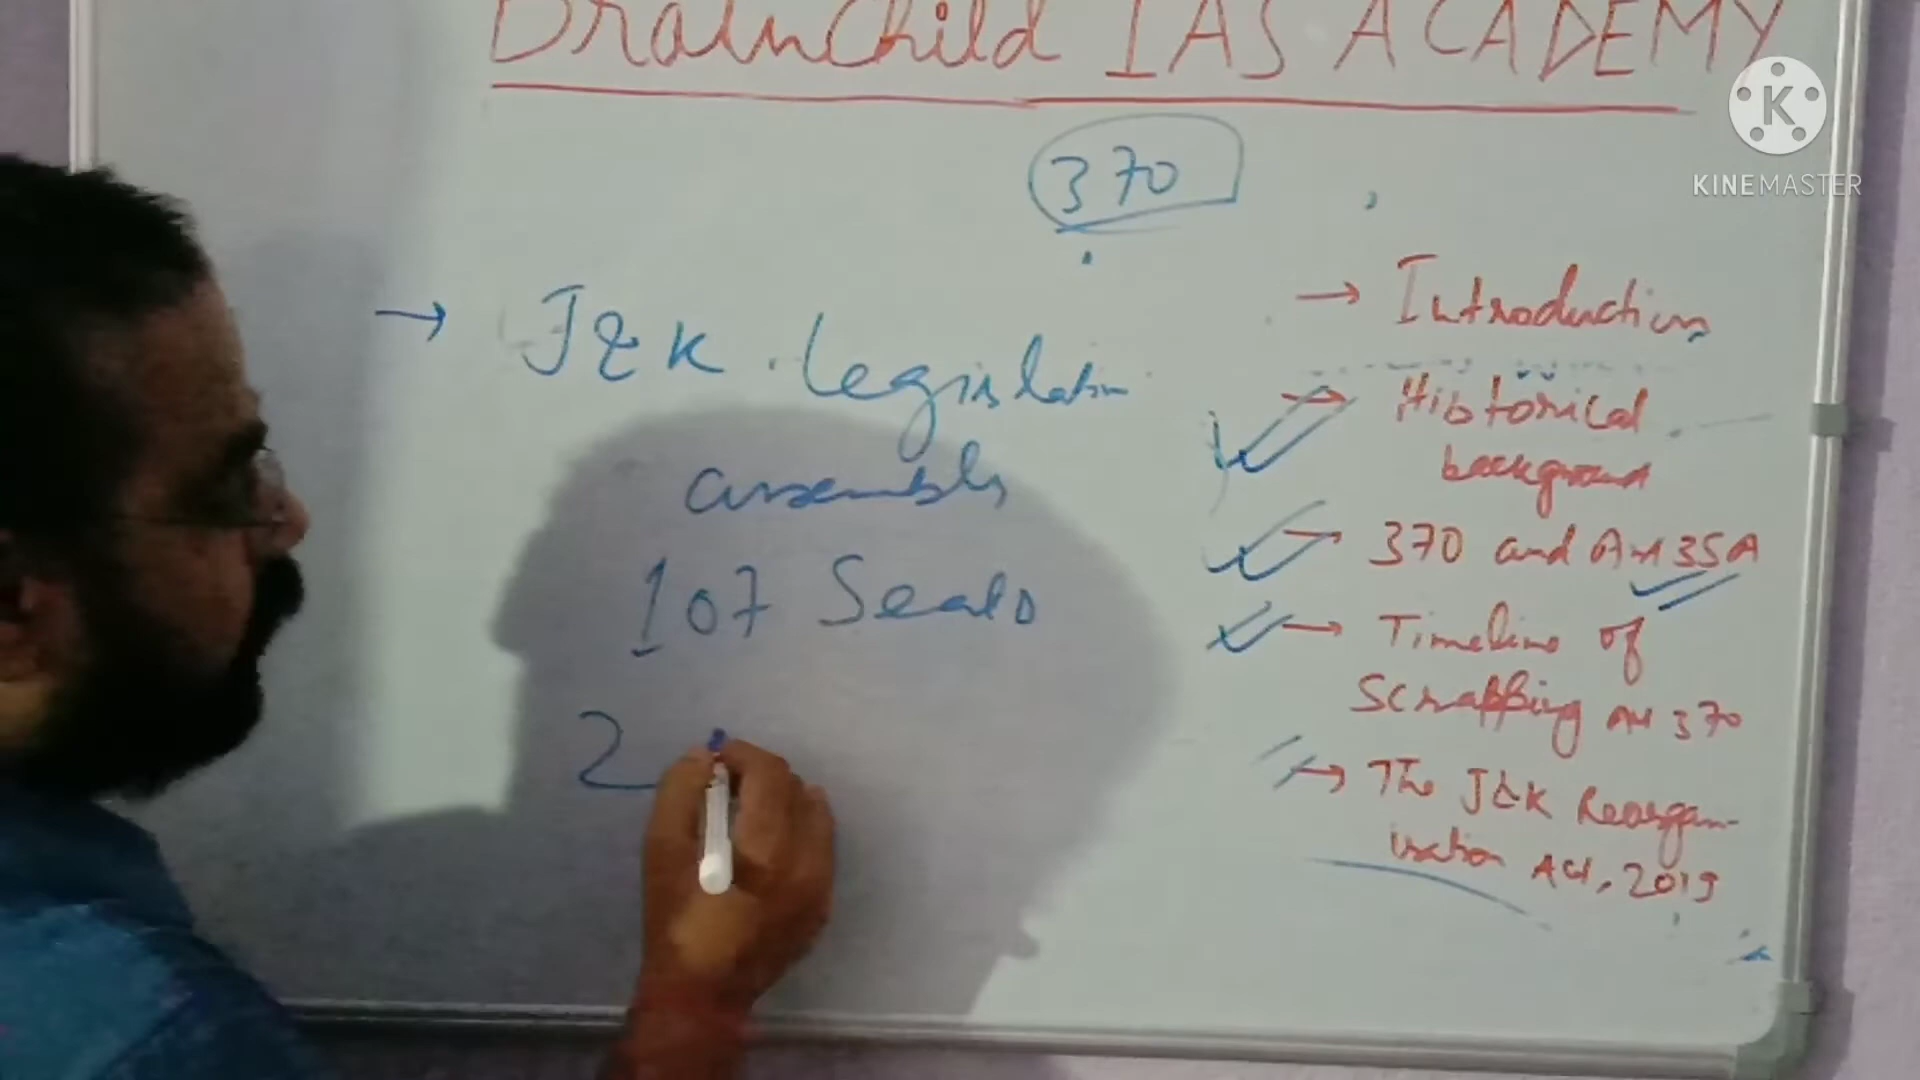 BrainChild IAS ACADEMY
370
KINEMASTER
→ J&K Legislative
assembly
107 Seats
2
→ Introduction
→ Historical
background
→ 370 and Art 35A
→ Timeline of
Scrapping Art 370
→ The J&K Reorgan-
isation Act, 2019